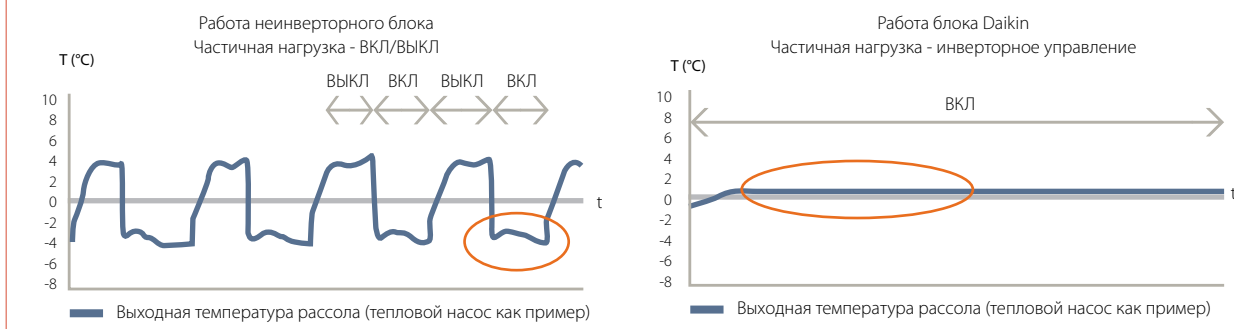 Работа неинверторного блока
Частичная нагрузка - ВКЛ/ВЫКЛ
T (°C)
ВЫКЛ ВКЛ ВЫКЛ ВКЛ
10
8
6
4
2
0
-2
-4
-6
-8
t
Выходная температура рассола (тепловой насос как пример)
Работа блока Daikin
Частичная нагрузка - инверторное управление
T (°C)
ВКЛ
10
8
6
4
2
0
-2
-4
-6
-8
t
Выходная температура рассола (тепловой насос как пример)